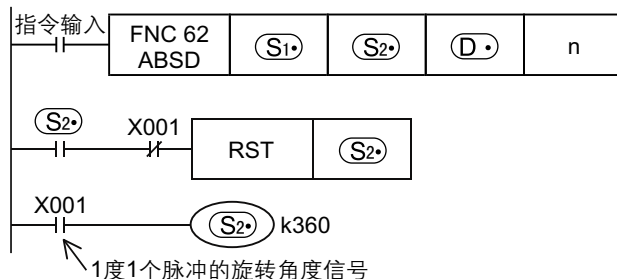 指令输入
FNC 62
ABSD
S1•
S2•
D•
n
S2•
X001
RST
S2•
X001
S2•
k360
1度1个脉冲的旋转角度信号